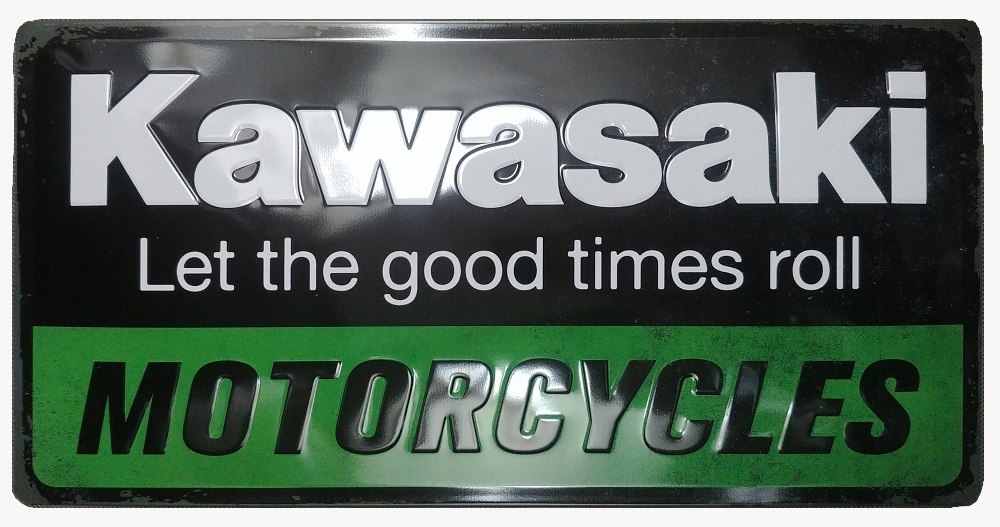 Kawasaki
Let the good times roll
MOTORCYCLES